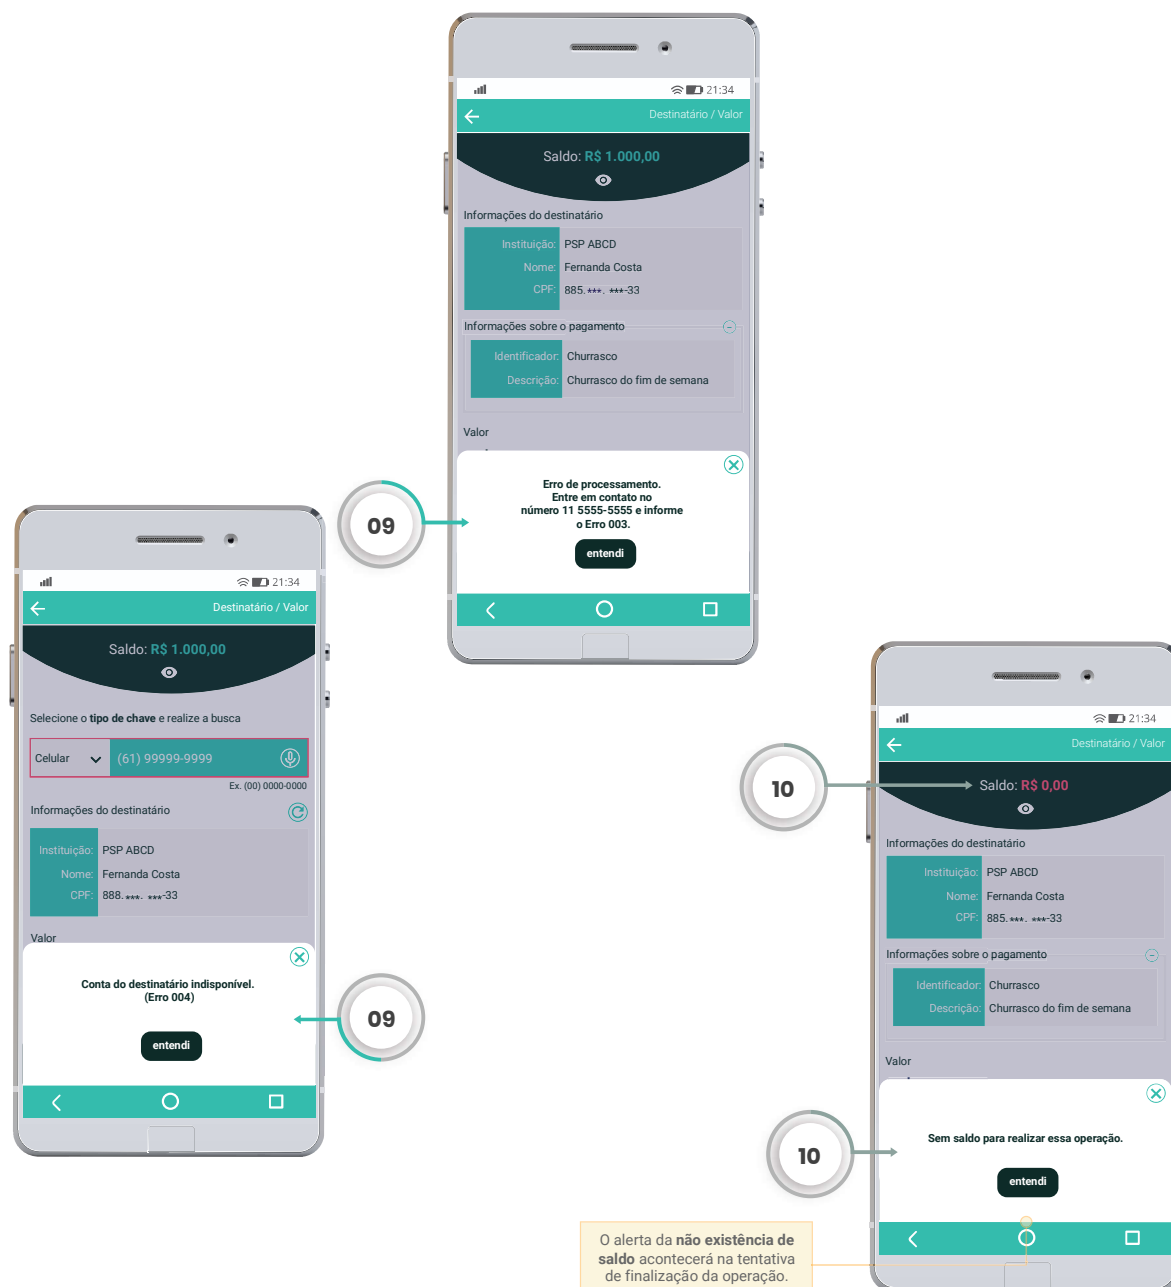 21:34
Destinatário / Valor
Saldo: R$ 1.000,00
Informações do destinatário
Instituição: PSP ABCD
Nome: Fernanda Costa
CPF: 885.***. ***-33
Informações sobre o pagamento
Identificador: Churrasco
Descrição: Churrasco do fim de semana
Valor
Erro de processamento.
Entre em contato no
número 11 5555-5555 e informe
o Erro 003.
entendi
09
21:34
Destinatário / Valor
Saldo: R$ 1.000,00
Selecione o tipo de chave e realize a busca
Celular (61) 99999-9999
Ex. (00) 0000-0000
Informações do destinatário
Instituição: PSP ABCD
Nome: Fernanda Costa
CPF: 888.***. ***-33
Valor
Conta do destinatário indisponível.
(Erro 004)
entendi
09
21:34
Destinatário / Valor
10
Saldo: R$ 0,00
Informações do destinatário
Instituição: PSP ABCD
Nome: Fernanda Costa
CPF: 885.***. ***-33
Informações sobre o pagamento
Identificador: Churrasco
Descrição: Churrasco do fim de semana
Valor
10
Sem saldo para realizar essa operação.
entendi
O alerta da não existência de
saldo acontecerá na tentativa
de finalização da operação.